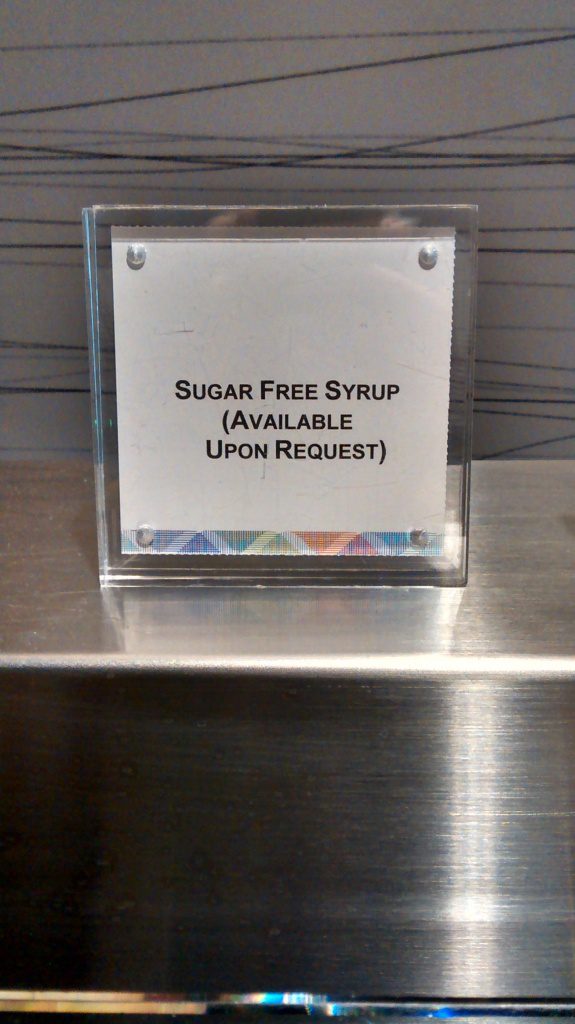 SUGAR FREE SYRUP
(AVAILABLE
UPON REQUEST)